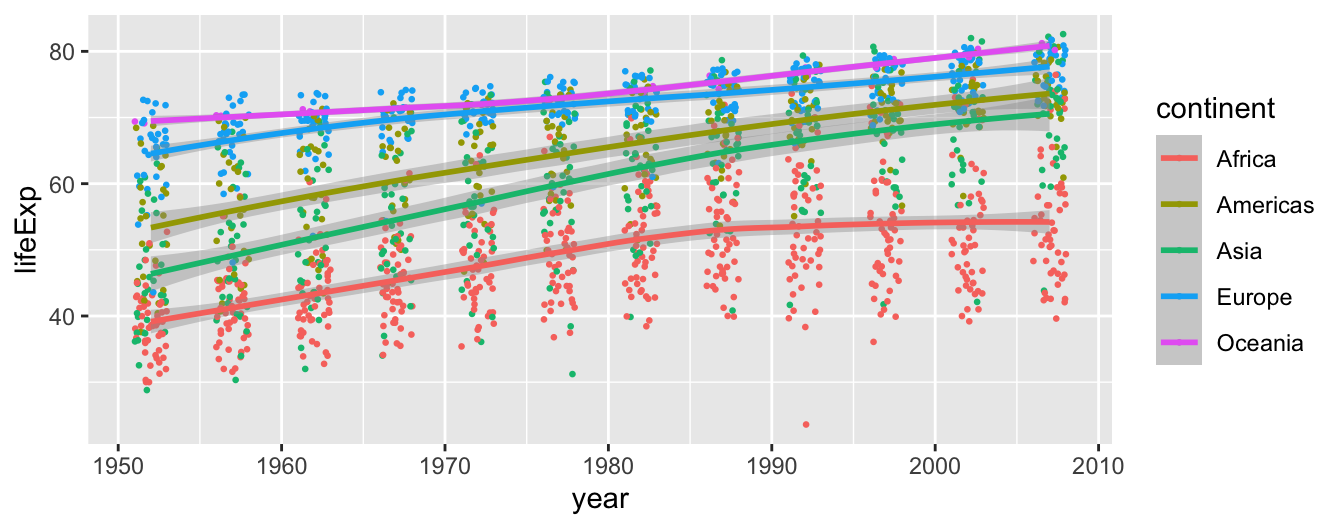 lifeExp
80
60
40
1950 1960 1970 1980 1990 2000 2010
year
continent
Africa
Americas
Asia
Europe
Oceania